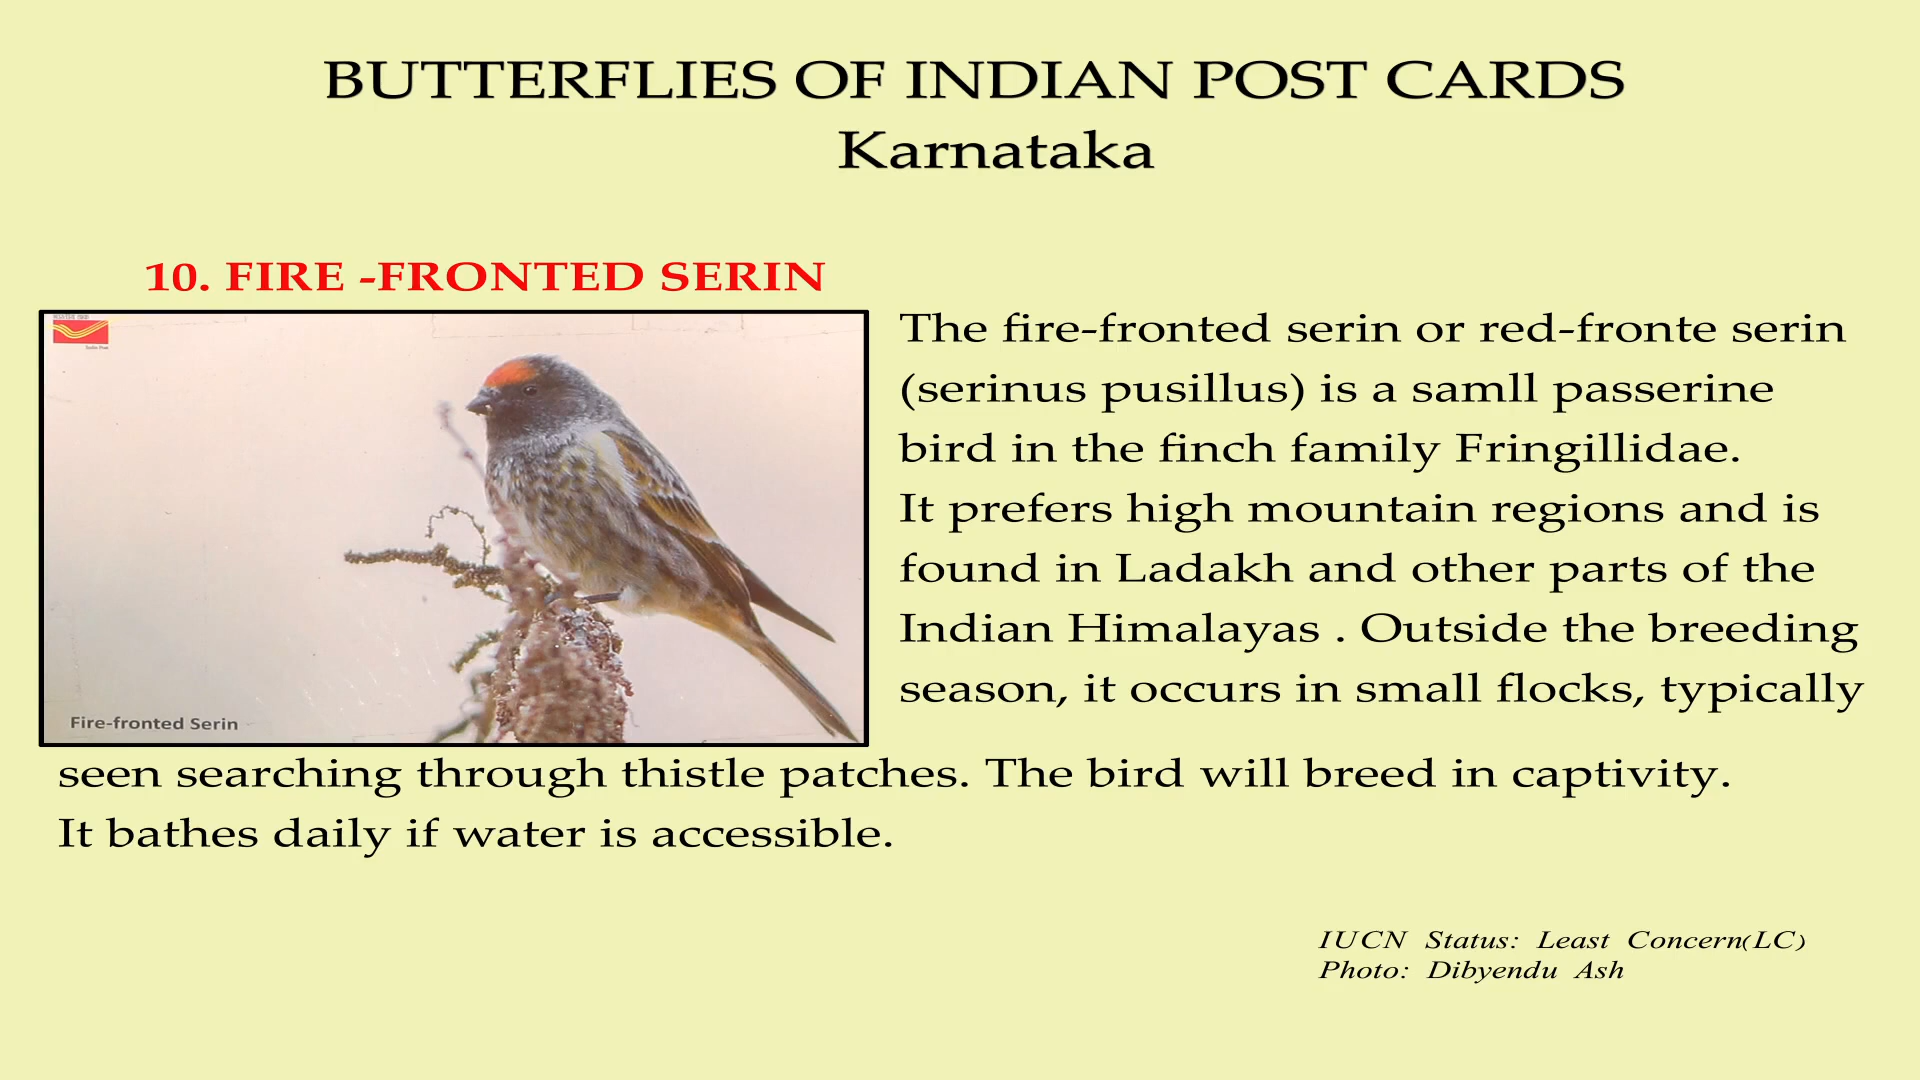 BUTTERFLIES OF INDIAN POST CARDS
Karnataka
10. FIRE -FRONTED SERIN
The fire-fronted serin or red-fronte serin
(serinus pusillus) is a samll passerine
bird in the finch family Fringillidae.
It prefers high mountain regions and is
found in Ladakh and other parts of the
Indian Himalayas . Outside the breeding
season, it occurs in small flocks, typically
Fire-fronted Serin
seen searching through thistle patches. The bird will breed in captivity.
It bathes daily if water is accessible.
IUCN Status: Least Concern(LC)
Photo: Dibyendu Ash